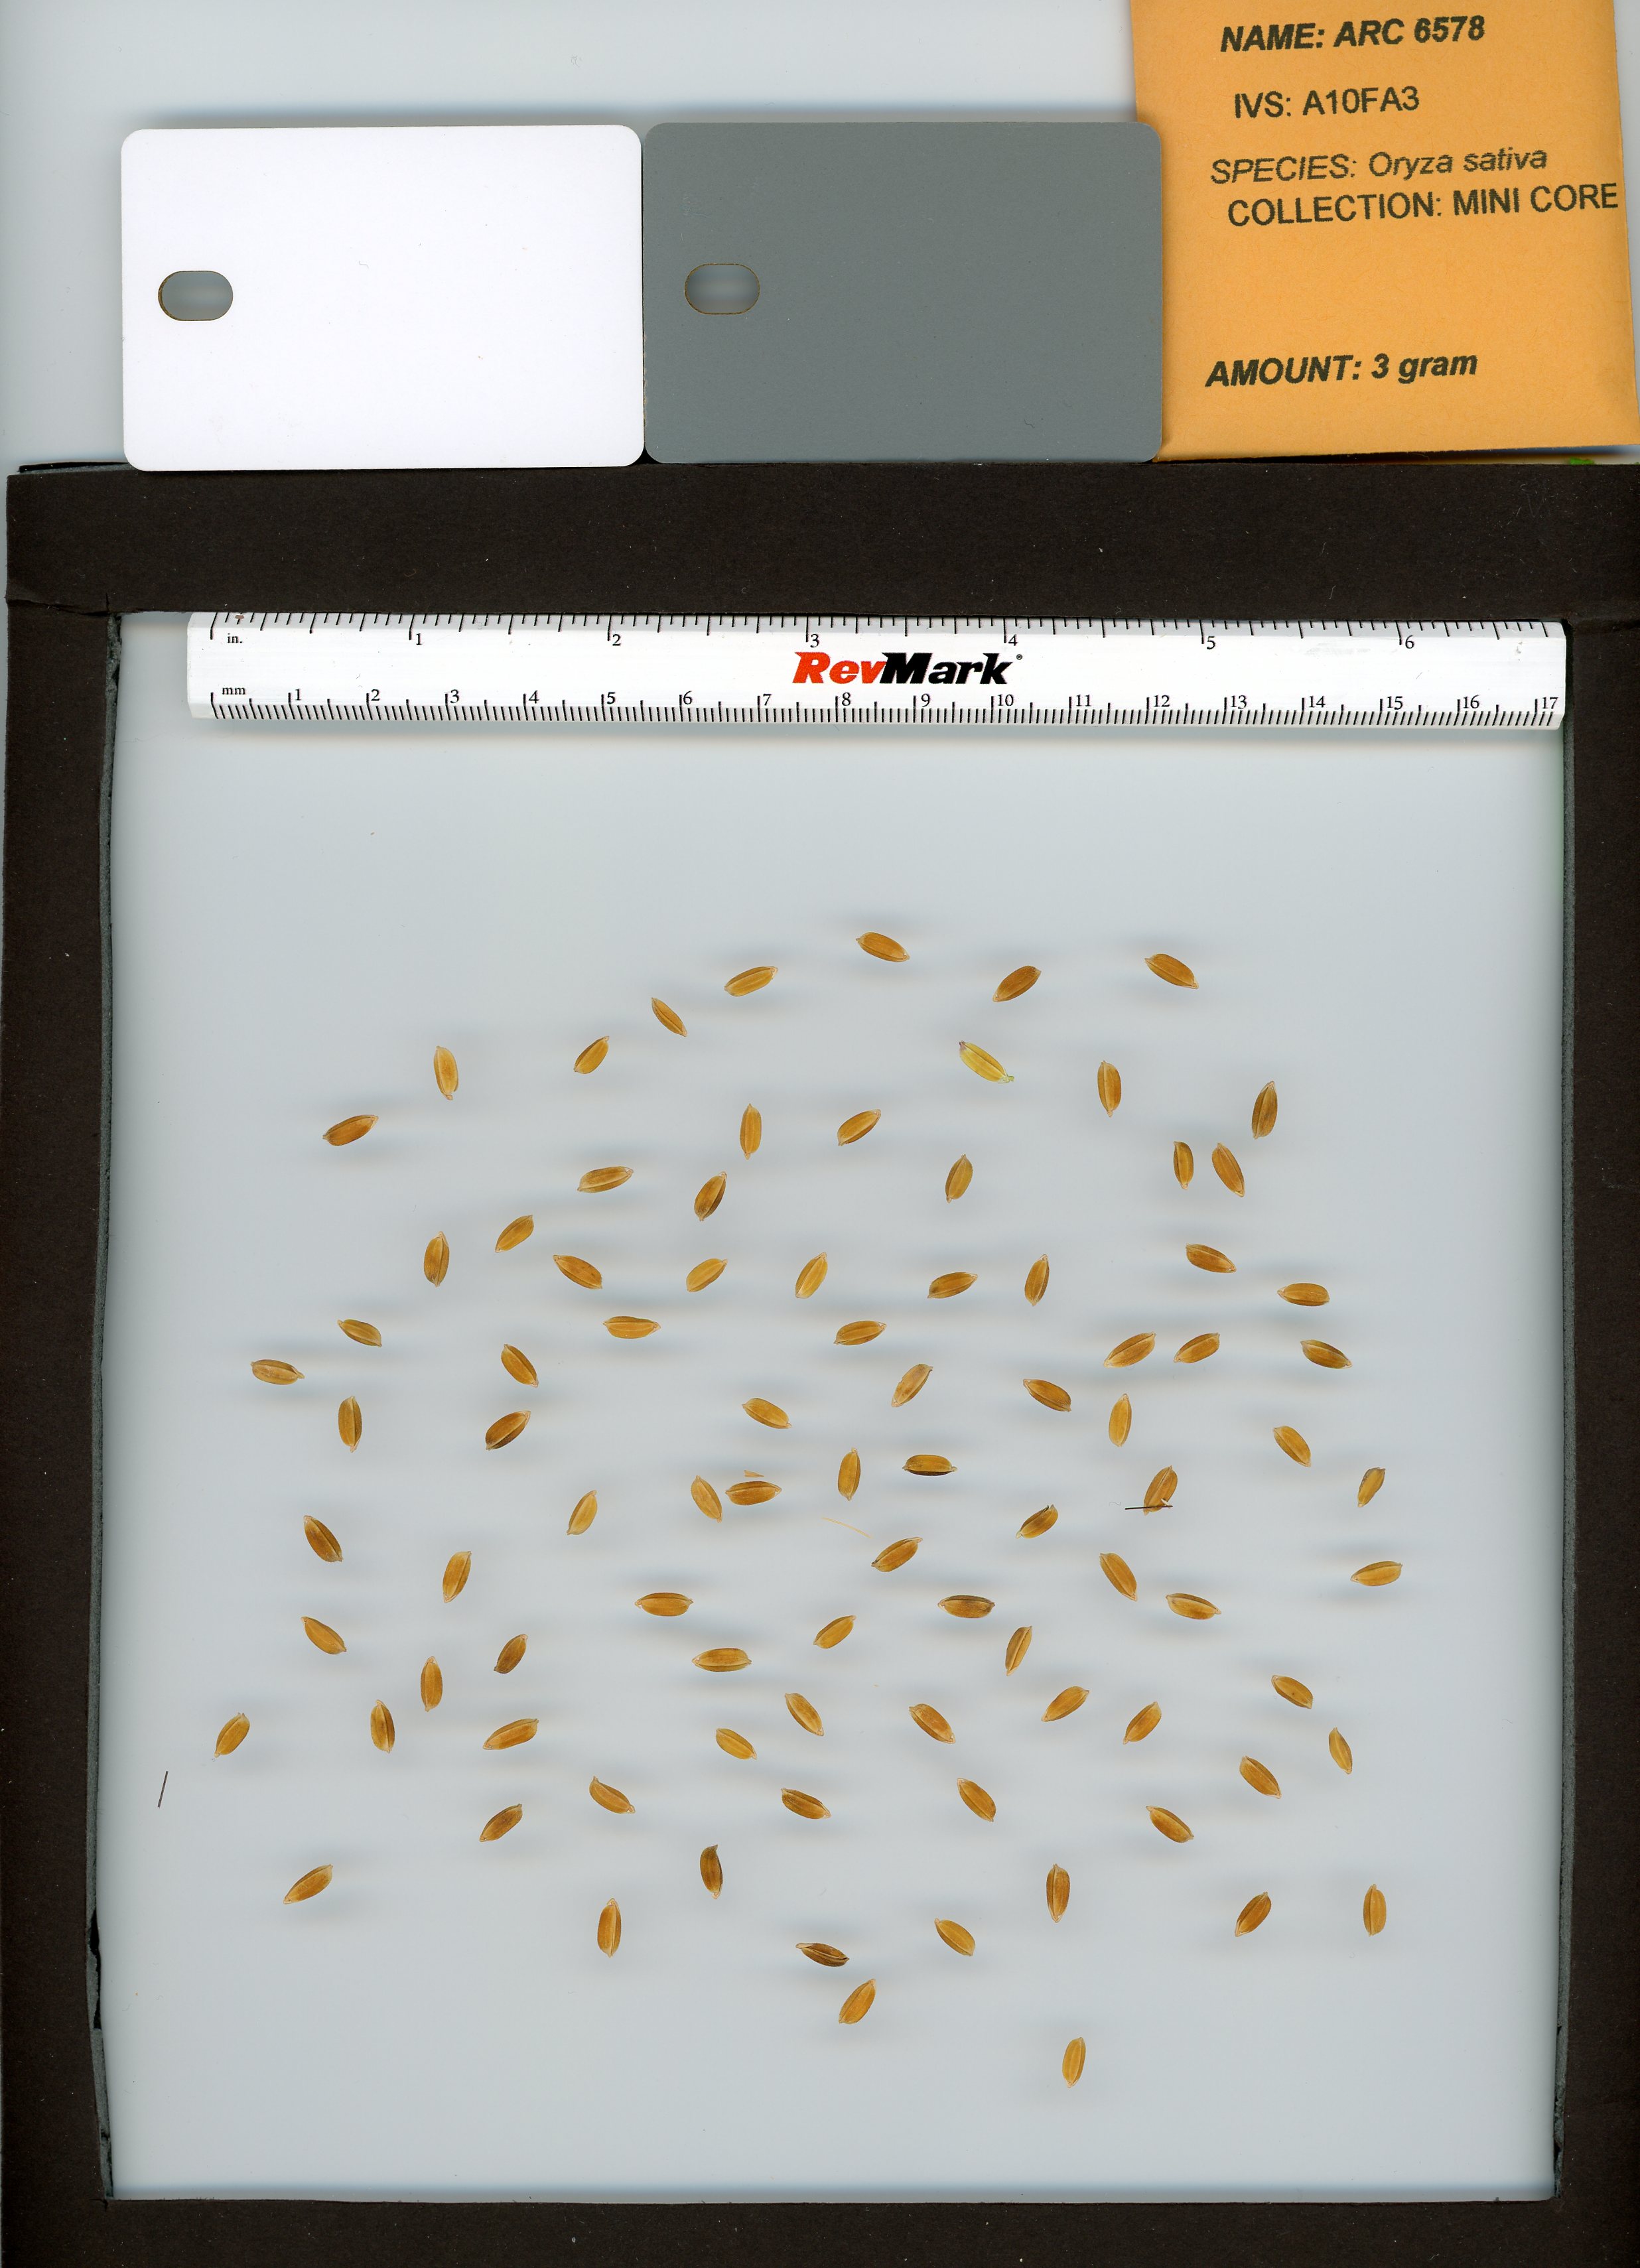 NAME: ARC 6578
IVS: A10FA3
SPECIES: Oryza sativa
COLLECTION: MINI CORE
AMOUNT: 3 gram
in. 1 2 3 4 5 6
RevMark
mm 1 2 3 4 5 6 7 8 9 10 11 12 13 14 15 16 17